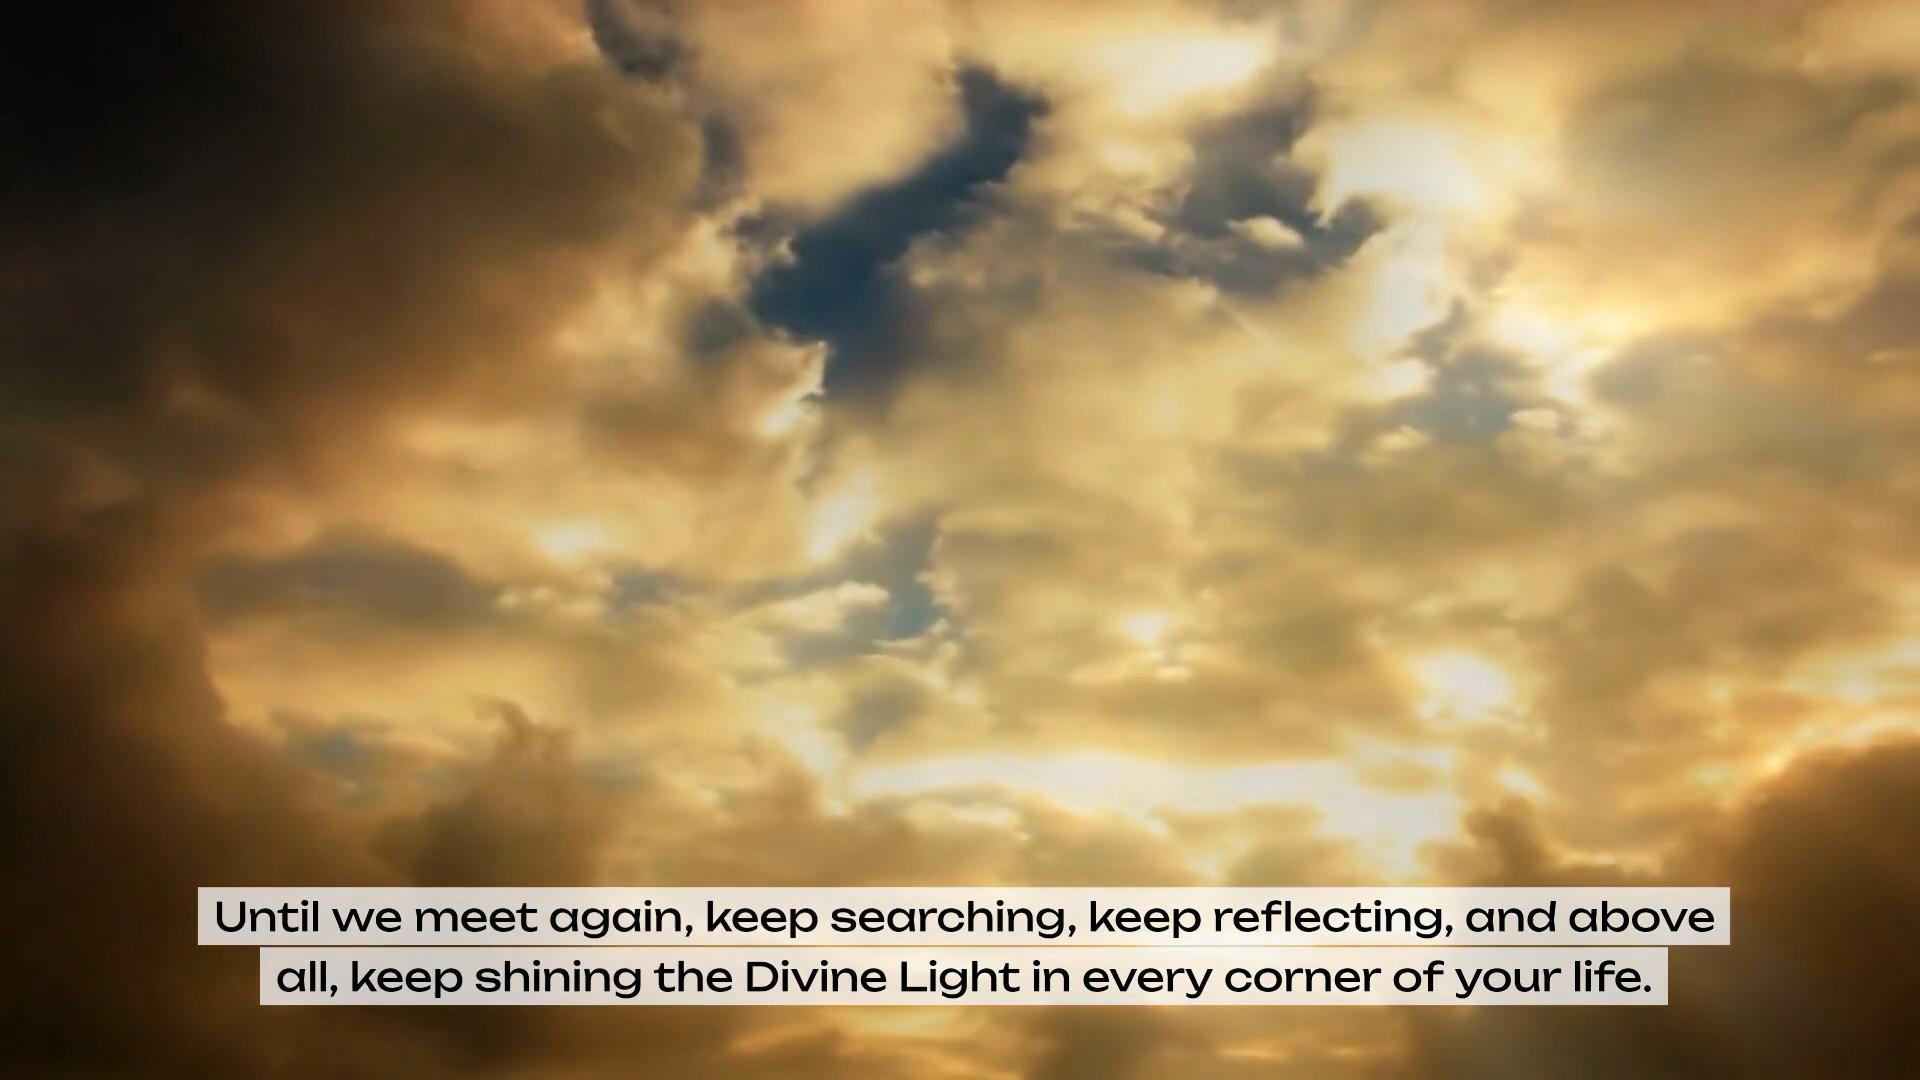 Until we meet again, keep searching, keep reflecting, and above
all, keep shining the Divine Light in every corner of your life.